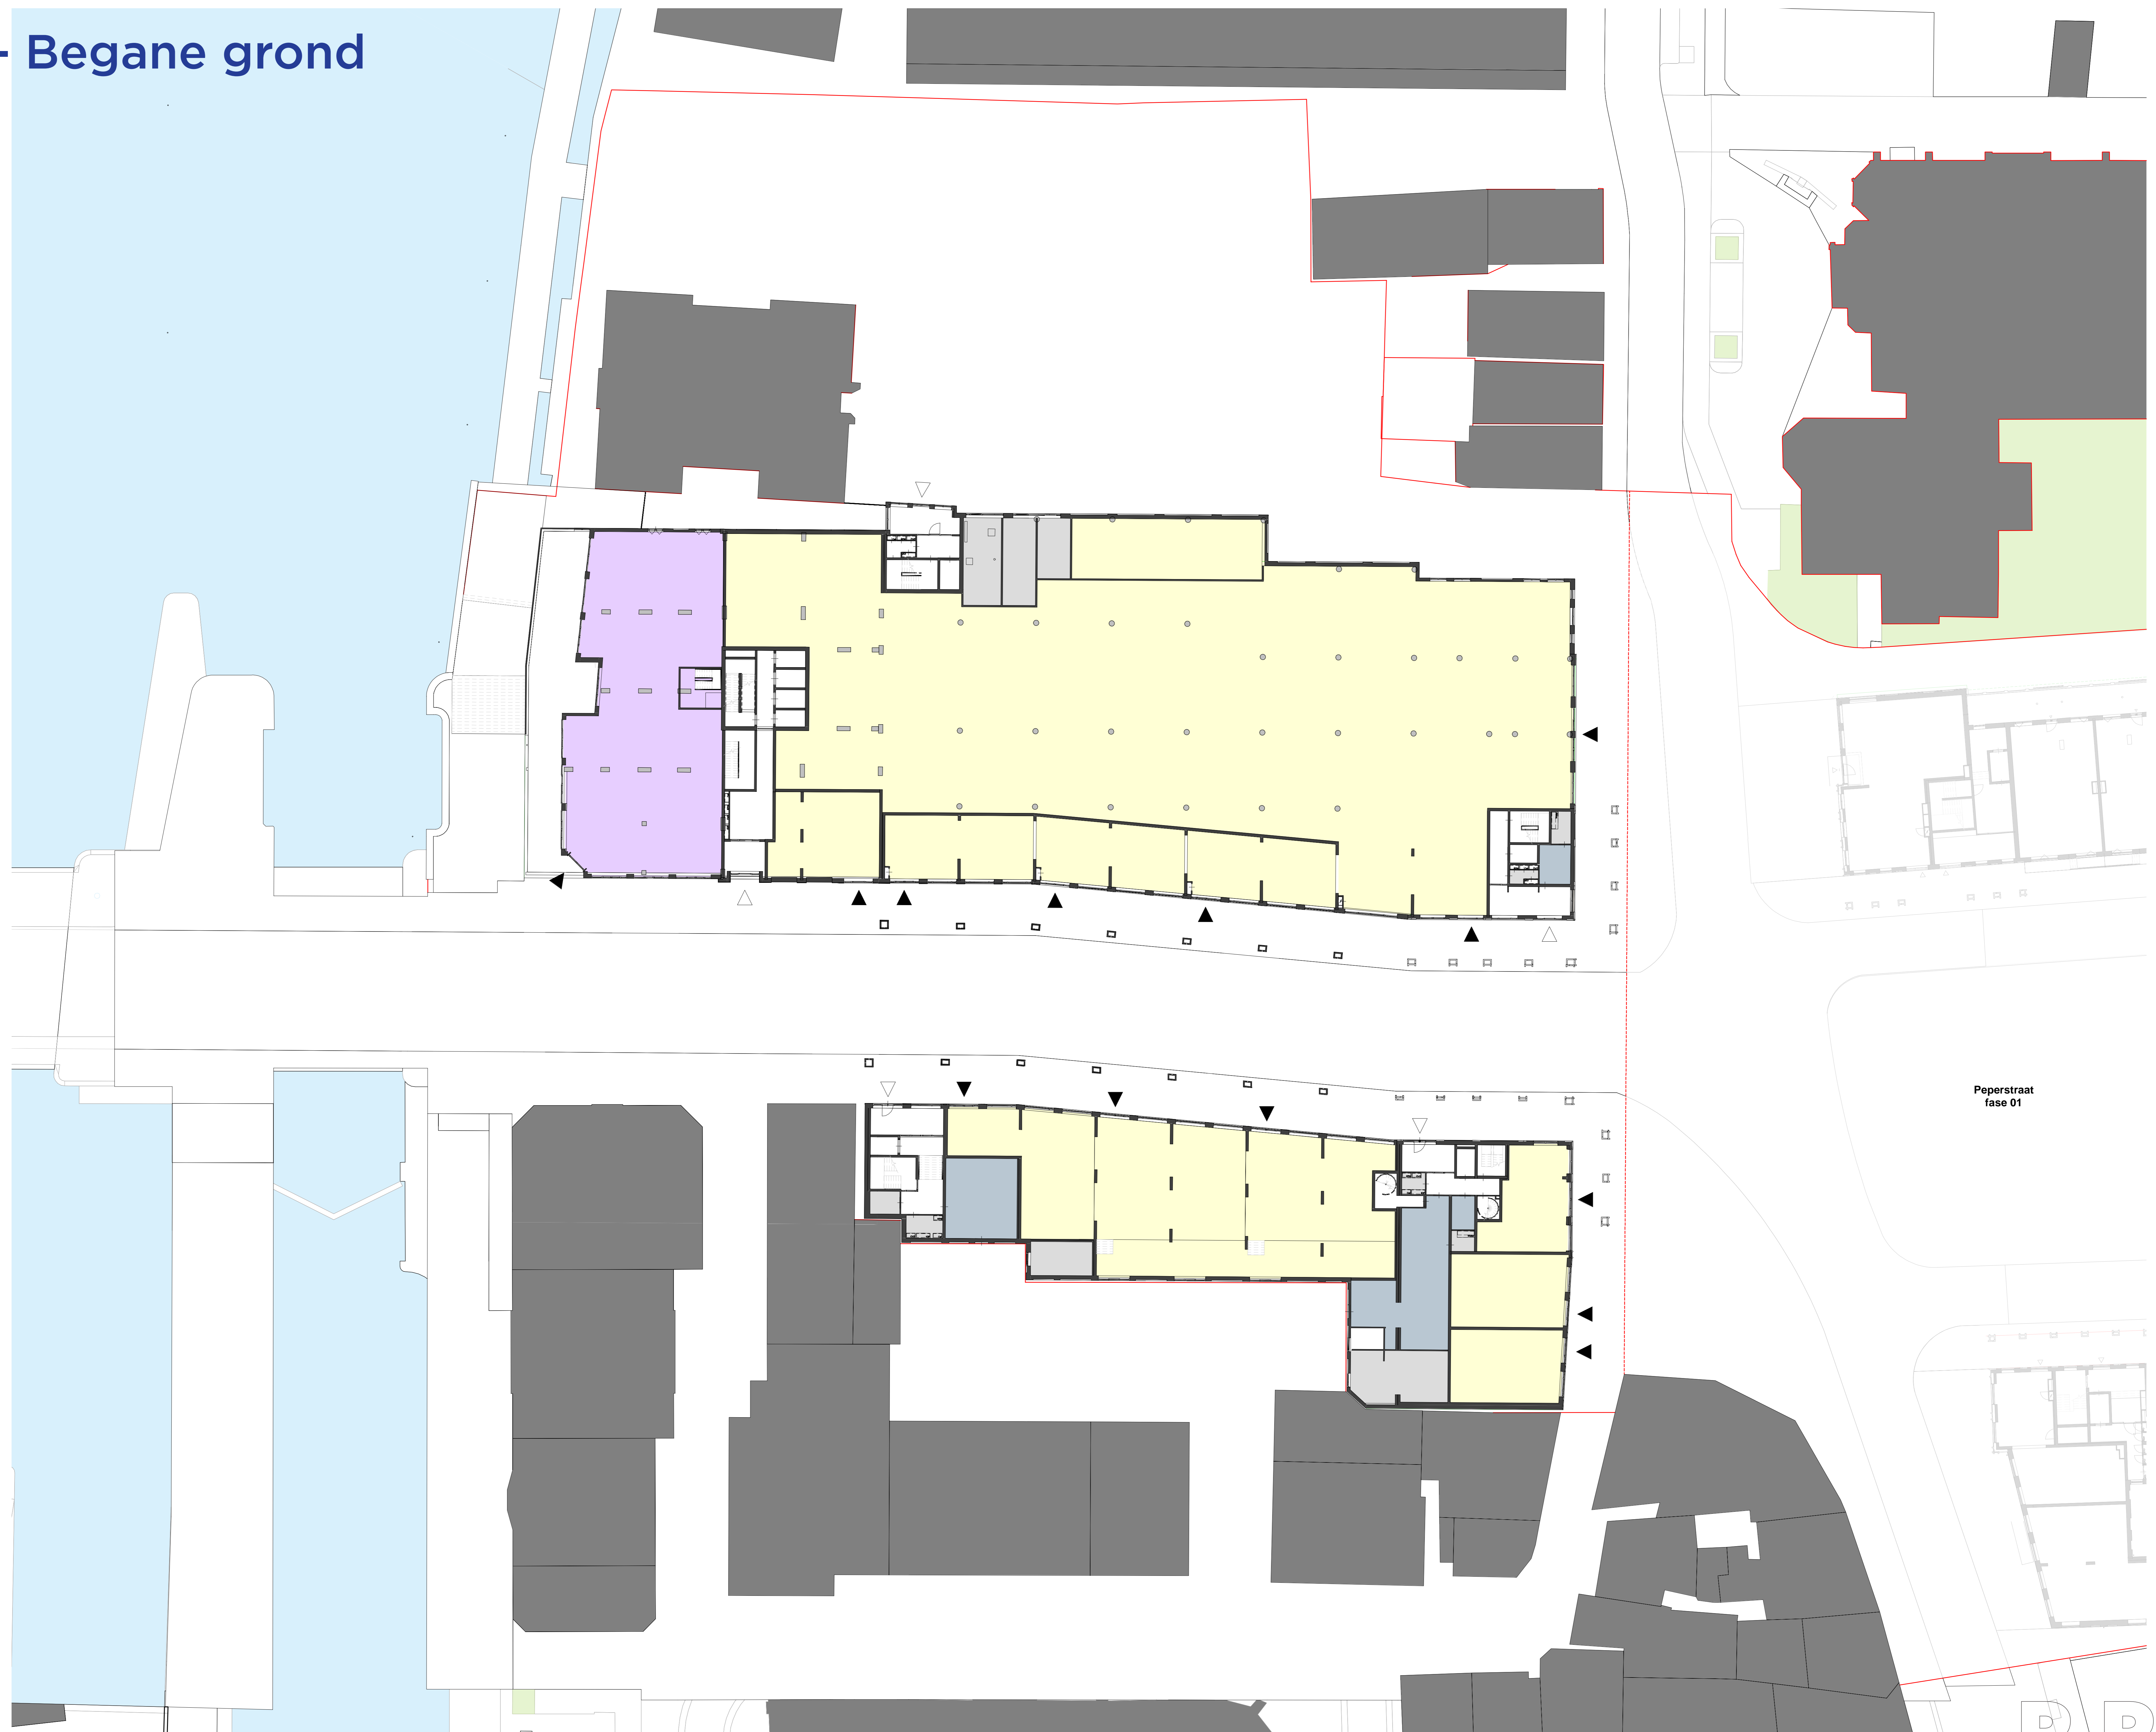 - Begane grond
Peperstraat
fase 01